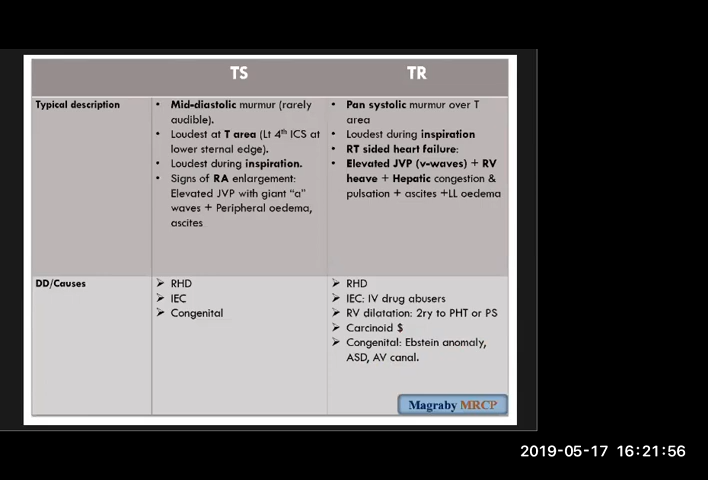 TS TR
Typical description
• Mid-diastolic murmur (rarely
audible).
• Loudest at T area (Lt 4th ICS at
lower sternal edge).
• Loudest during inspiration.
• Signs of RA enlargement:
Elevated JVP with giant “a”
waves + Peripheral oedema,
ascites
• Pan systolic murmur over T
area
• Loudest during inspiration
• RT sided heart failure:
• Elevated JVP (v-waves) + RV
heave + Hepatic congestion &
pulsation + ascites +LL oedema
DD/Causes
➢ RHD
➢ IEC
➢ Congenital
➢ RHD
➢ IEC: IV drug abusers
➢ RV dilatation: 2ry to PHT or PS
➢ Carcinoid $
➢ Congenital: Ebstein anomaly,
ASD, AV canal.
Magraby MRCP
2019-05-17 16:21:56